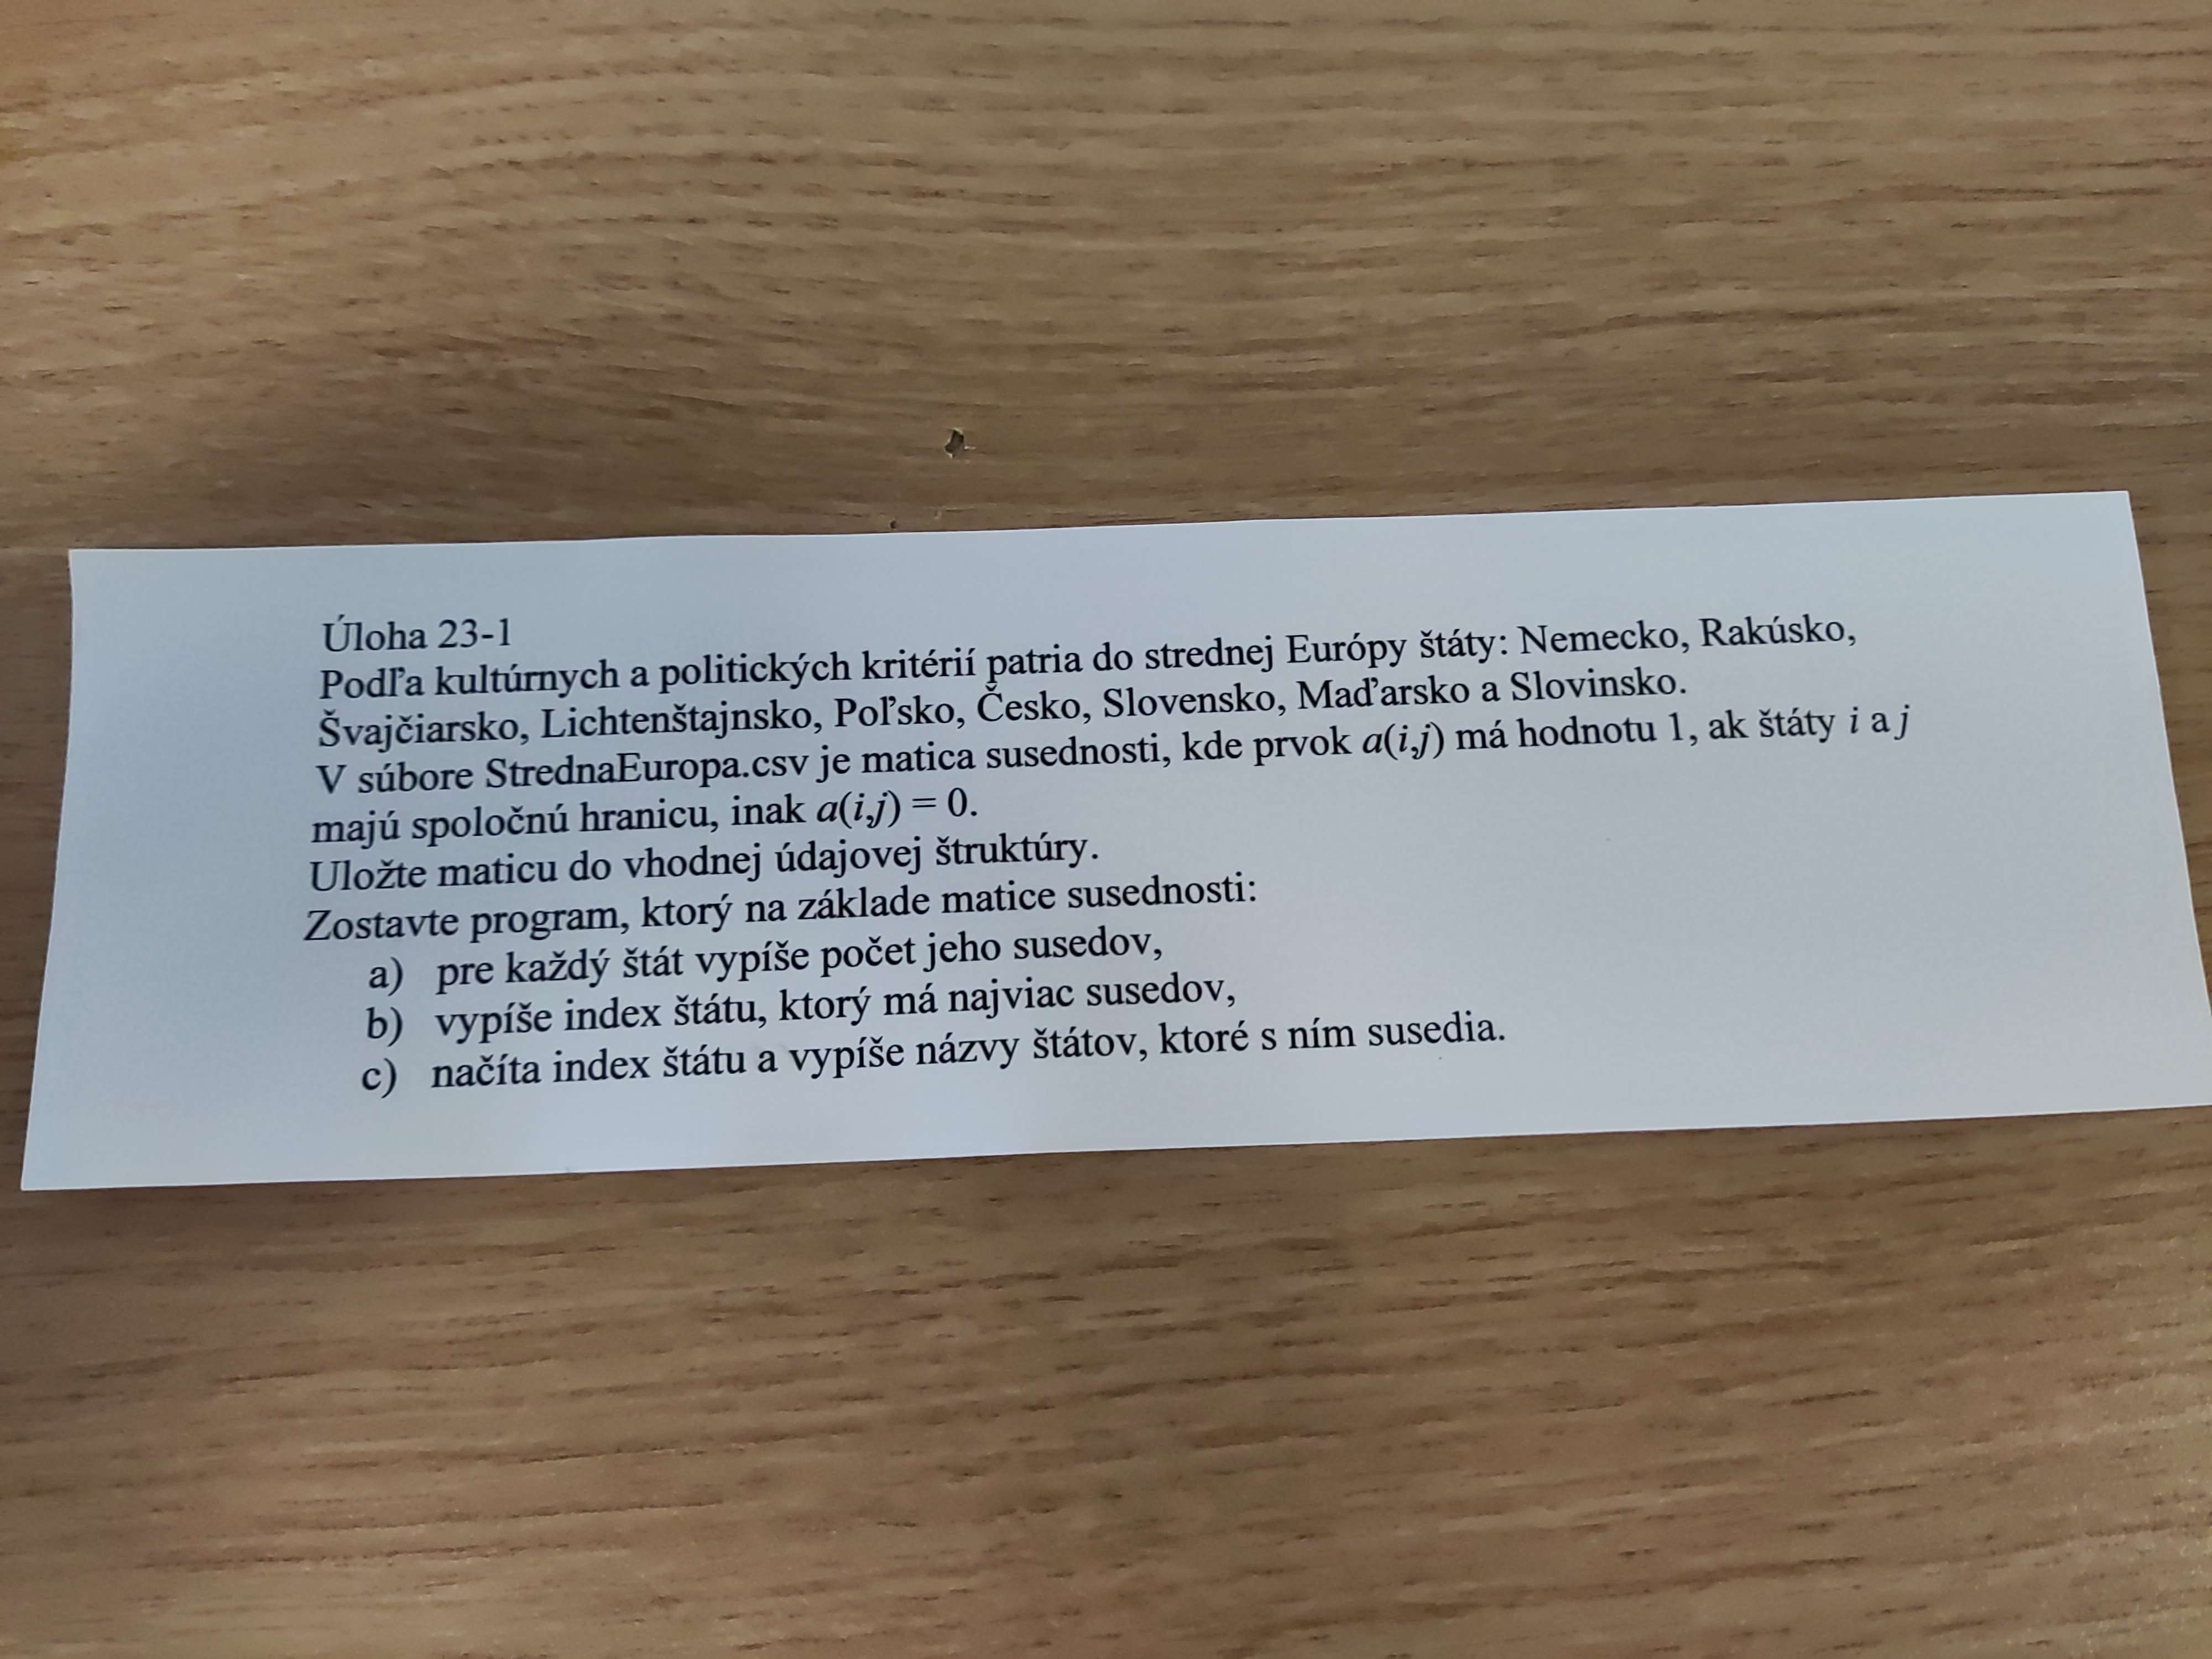 Úloha 23-1
Podľa kultúrnych a politických kritérií patria do strednej Európy štáty: Nemecko, Rakúsko,
Švajčiarsko, Lichtenštajnsko, Poľsko, Česko, Slovensko, Maďarsko a Slovinsko.
V súbore StrednaEuropa.csv je matica susednosti, kde prvok a(i,j) má hodnotu 1, ak štáty i a j
majú spoločnú hranicu, inak a(i,j) = 0.
Uložte maticu do vhodnej údajovej štruktúry.
Zostavte program, ktorý na základe matice susednosti:
a) pre každý štát vypíše počet jeho susedov,
b) vypíše index štátu, ktorý má najviac susedov,
c) načíta index štátu a vypíše názvy štátov, ktoré s ním susedia.